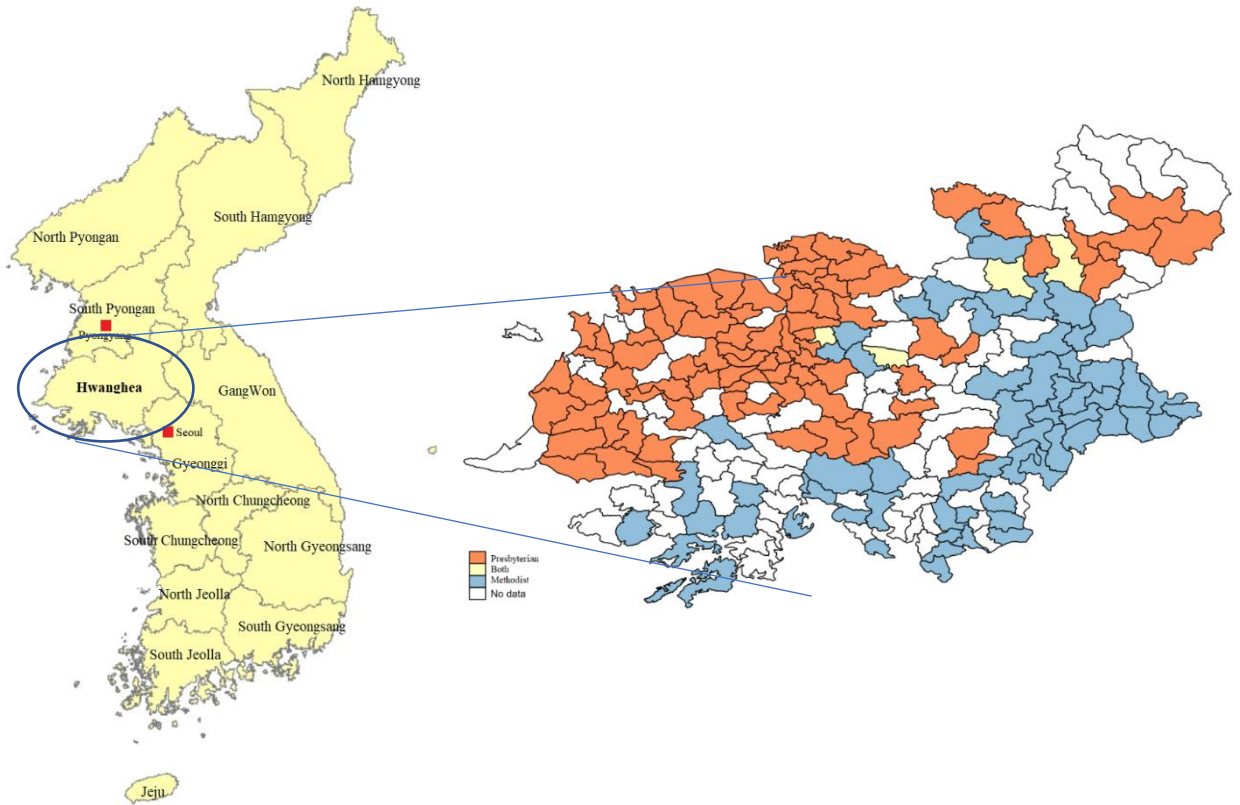 North Hamgyong
South Hamgyong
North Pyongan
South Pyongan
Pyongyang
Hwanghea
GangWon
Seoul
Gyeonggi
North Chungcheong
South Chungcheong
North Gyeongsang
North Jeolla
South Gyeongsang
South Jeolla
Jeju
Presbyterian
Both
Methodist
No data